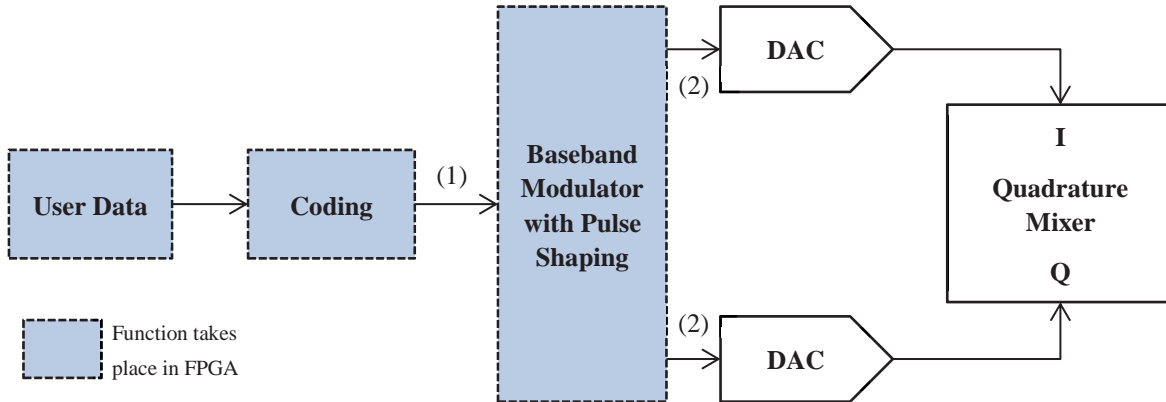 User Data
Coding
(1)
Baseband
Modulator
with Pulse
Shaping
(2)
DAC
(2)
DAC
I
Quadrature
Mixer
Q
Function takes
place in FPGA